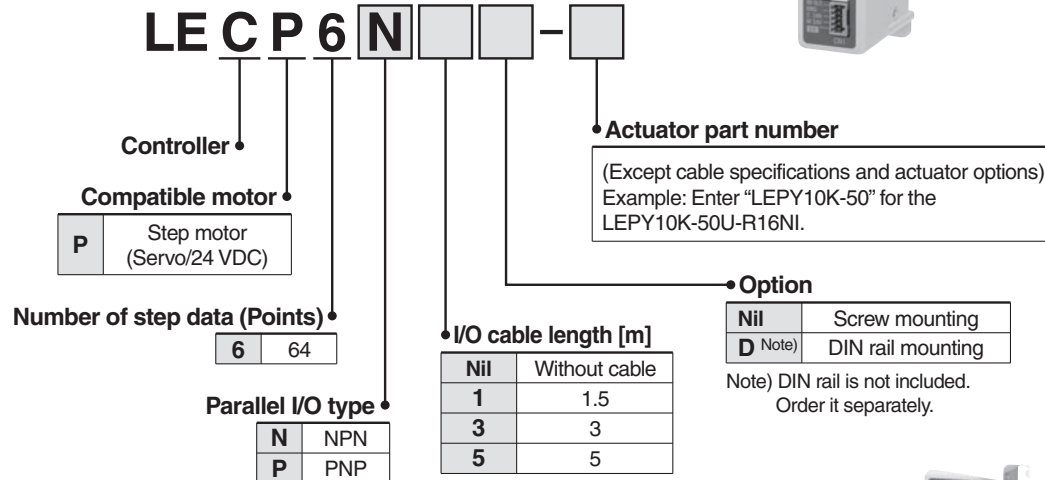 LECP6N□□-□
Controller
Compatible motor
P Step motor
(Servo/24 VDC)
Number of step data (Points)
6 64
Parallel I/O type
N NPN
P PNP
I/O cable length [m]
Nil Without cable
1 1.5
3 3
5 5
Actuator part number
(Except cable specifications and actuator options)
Example: Enter “LEPY10K-50” for the
LEPY10K-50U-R16NI.
Option
Nil Screw mounting
D Note) DIN rail mounting
Note) DIN rail is not included.
Order it separately.